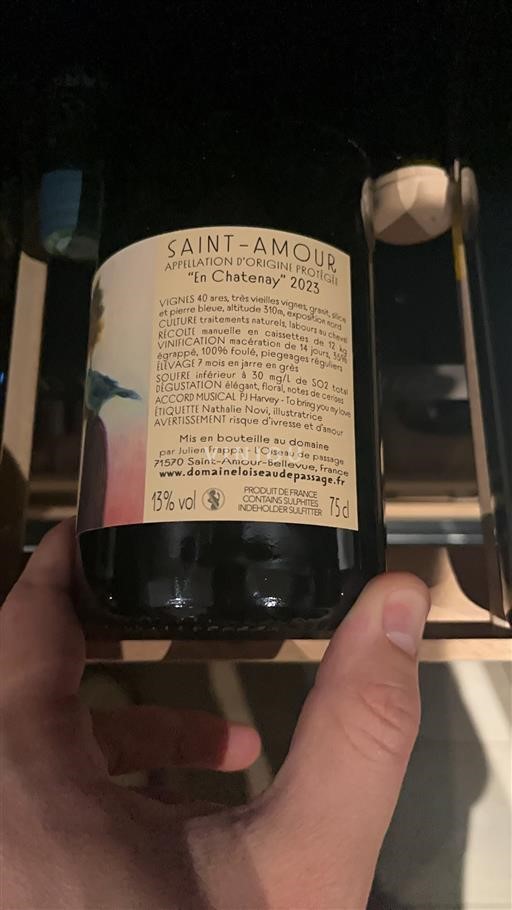 SAINT-AMOUR
APPELLATION D'ORIGINE PROTÉGÉE
"En Chatenay" 2023
VIGNES 40 ares, très vieilles vignes, granit, silice
et pierre bleue, altitude 310m, exposition nord
CULTURE traitements naturels, labours au cheval
RÉCOLTE manuelle en caissettes de 12 kg
VINIFICATION macération de 14 jours, 35%
égrappé, 100% foulé, piegeages réguliers
ÉLEVAGE 7 mois en jarre en grès
SOUFRE inférieur à 30 mg/L de SO2 total
DÉGUSTATION élégant, floral, notes de cerises
ACCORD MUSICAL PJ Harvey - To bring you my love
ÉTIQUETTE Nathalie Novi, illustratrice
AVERTISSEMENT risque d'ivresse et d'amour
Mis en bouteille au domaine
par Julien Frappa - L'oiseau de passage
71570 Saint-Amour-Bellevue, France
www.domaineloiseaudepassage.fr
13% vol
PRODUIT DE FRANCE
CONTAINS SULPHITES
INDEHOLDER SULFITTER
75 cl